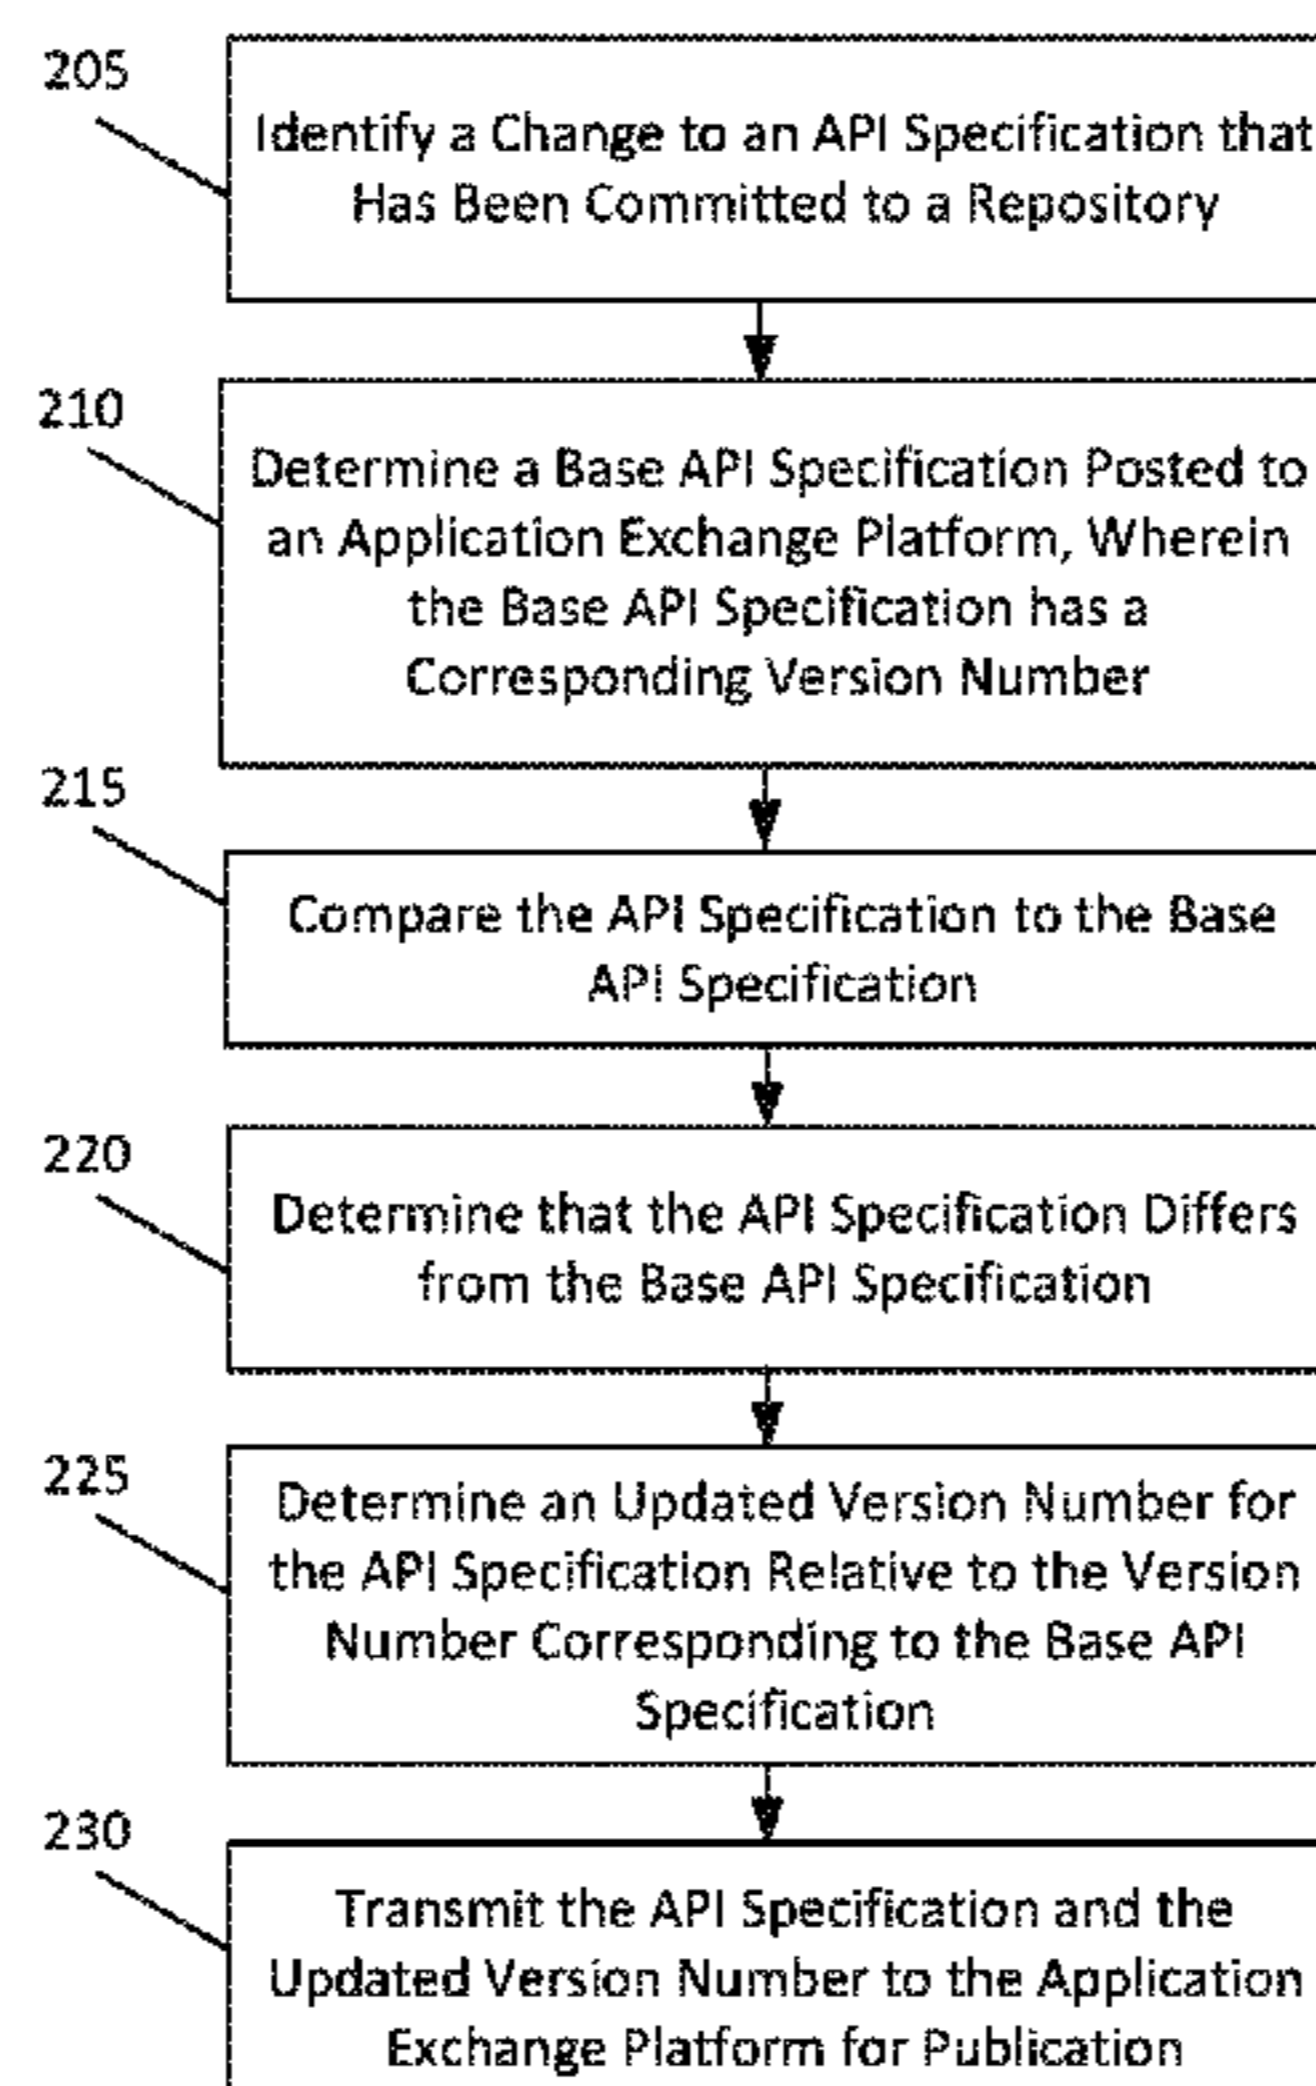 205
Identify a Change to an API Specification that
Has Been Committed to a Repository
210
Determine a Base API Specification Posted to
an Application Exchange Platform, Wherein
the Base API Specification has a
Corresponding Version Number
215
Compare the API Specification to the Base
API Specification
220
Determine that the API Specification Differs
from the Base API Specification
225
Determine an Updated Version Number for
the API Specification Relative to the Version
Number Corresponding to the Base API
Specification
230
Transmit the API Specification and the
Updated Version Number to the Application
Exchange Platform for Publication